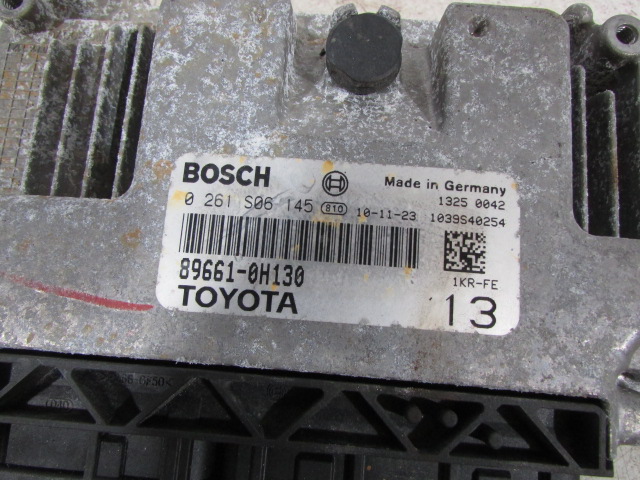 BOSCH
Made in Germany
0 261 S06 145 810 10-11-23
1325 0042
1039S40254
89661-0H130
1KR-FE
TOYOTA
13